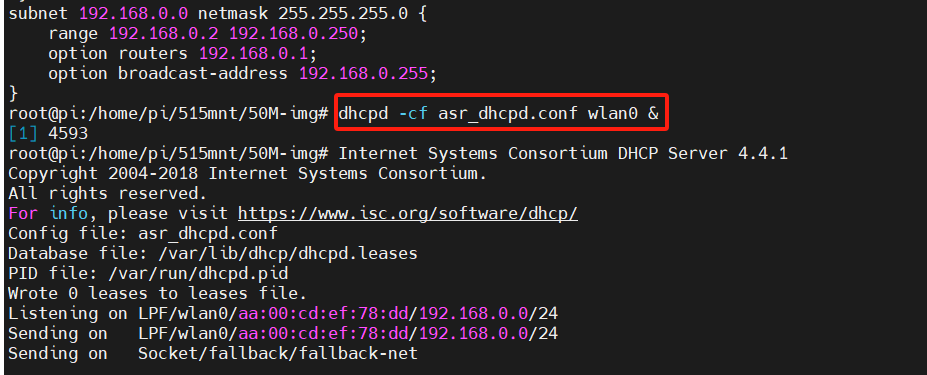 subnet 192.168.0.0 netmask 255.255.255.0 {
    range 192.168.0.2 192.168.0.250;
    option routers 192.168.0.1;
    option broadcast-address 192.168.0.255;
}
root@pi:/home/pi/515mnt/50M-img# dhcpd -cf asr_dhcpd.conf wlan0 &
[1] 4593
root@pi:/home/pi/515mnt/50M-img# Internet Systems Consortium DHCP Server 4.4.1
Copyright 2004-2018 Internet Systems Consortium.
All rights reserved.
For info, please visit https://www.isc.org/software/dhcp/
Config file: asr_dhcpd.conf
Database file: /var/lib/dhcp/dhcpd.leases
PID file: /var/run/dhcpd.pid
Wrote 0 leases to leases file.
Listening on LPF/wlan0/aa:00:cd:ef:78:dd/192.168.0.0/24
Sending on   LPF/wlan0/aa:00:cd:ef:78:dd/192.168.0.0/24
Sending on   Socket/fallback/fallback-net